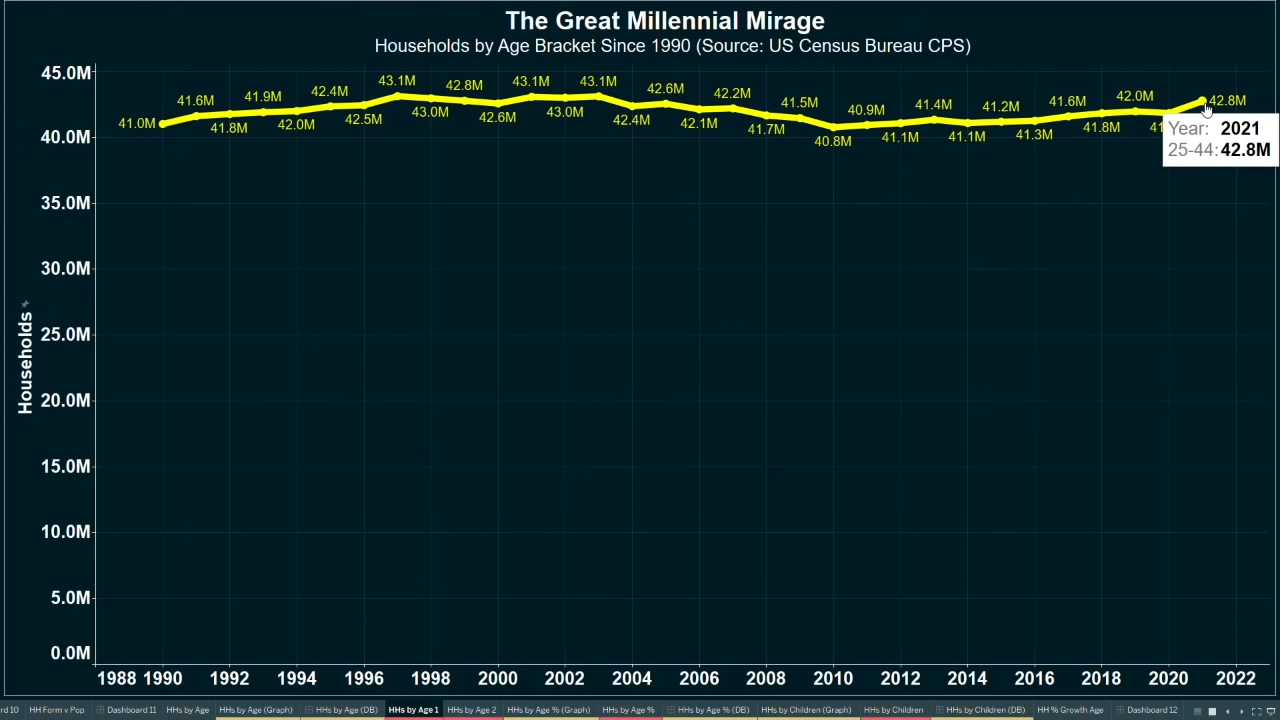 The Great Millennial Mirage
Households by Age Bracket Since 1990 (Source: US Census Bureau CPS)
Households
45.0M
40.0M
35.0M
30.0M
25.0M
20.0M
15.0M
10.0M
5.0M
0.0M
41.0M
41.6M
41.8M
41.9M
42.0M
42.4M
42.5M
43.1M
43.0M
42.8M
42.6M
43.1M
43.0M
43.1M
42.4M
42.6M
42.1M
42.2M
41.7M
41.5M
40.8M
40.9M
41.1M
41.4M
41.1M
41.2M
41.3M
41.6M
41.8M
42.0M
42.8M
Year: 2021
25-44: 42.8M
1988 1990 1992 1994 1996 1998 2000 2002 2004 2006 2008 2010 2012 2014 2016 2018 2020 2022
rd 10 HH Form v Pop Dashboard 11 HHs by Age HHs by Age (Graph) HHs by Age (DB) HHs by Age 1 HHs by Age 2 HHs by Age % (Graph) HHs by Age % HHs by Age % (DB) HHs by Children (Graph) HHs by Children HHs by Children (DB) HH % Growth Age Dashboard 12